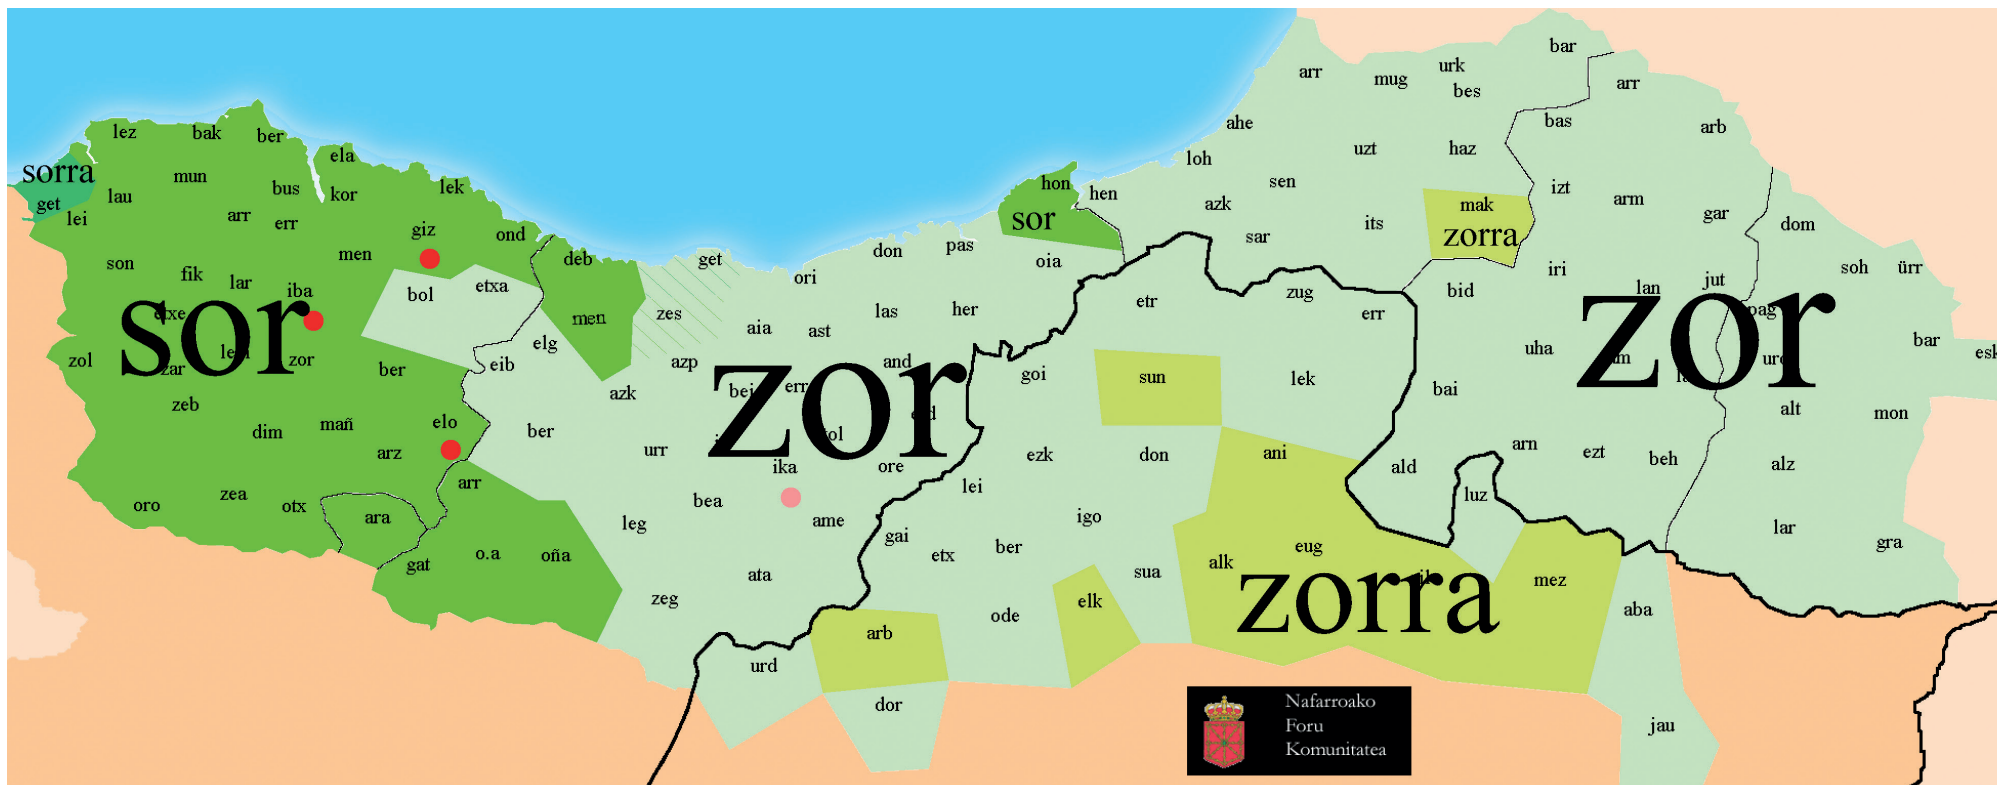 bar
arr
mug
urk
bes
arr
lez
bak
ber
ahe
bas
arb
ela
loh
uzt
haz
sorra
mun
bus
kor
lek
hon
hen
sen
izt
arm
get
lau
lei
arr
err
giz
ond
sor
azk
its
mak
zorra
gar
dom
son
fik
lar
iba
men
deb
get
ori
don
pas
oia
sar
iri
lan
jut
soh
ürr
etxe
bol
etxa
men
zes
aia
ast
las
her
etr
zug
err
bid
pag
sor
zol
zar
zor
ber
elg
eib
azp
azk
bei
err
and
zor
goi
sun
lek
uha
bai
zor
bar
esk
zeb
dim
mañ
elo
arz
ber
urr
ika
ore
ezk
don
ani
ald
arn
ezt
beh
alt
mon
alz
oro
zea
otx
ara
arr
leg
bea
ame
lei
gai
igo
luz
lar
gra
gat
o.a
oña
zeg
ata
etx
ber
ode
sua
elk
alk
eug
zorra
mez
aba
urd
arb
dor
jau
Nafarroako
Foru
Komunitatea